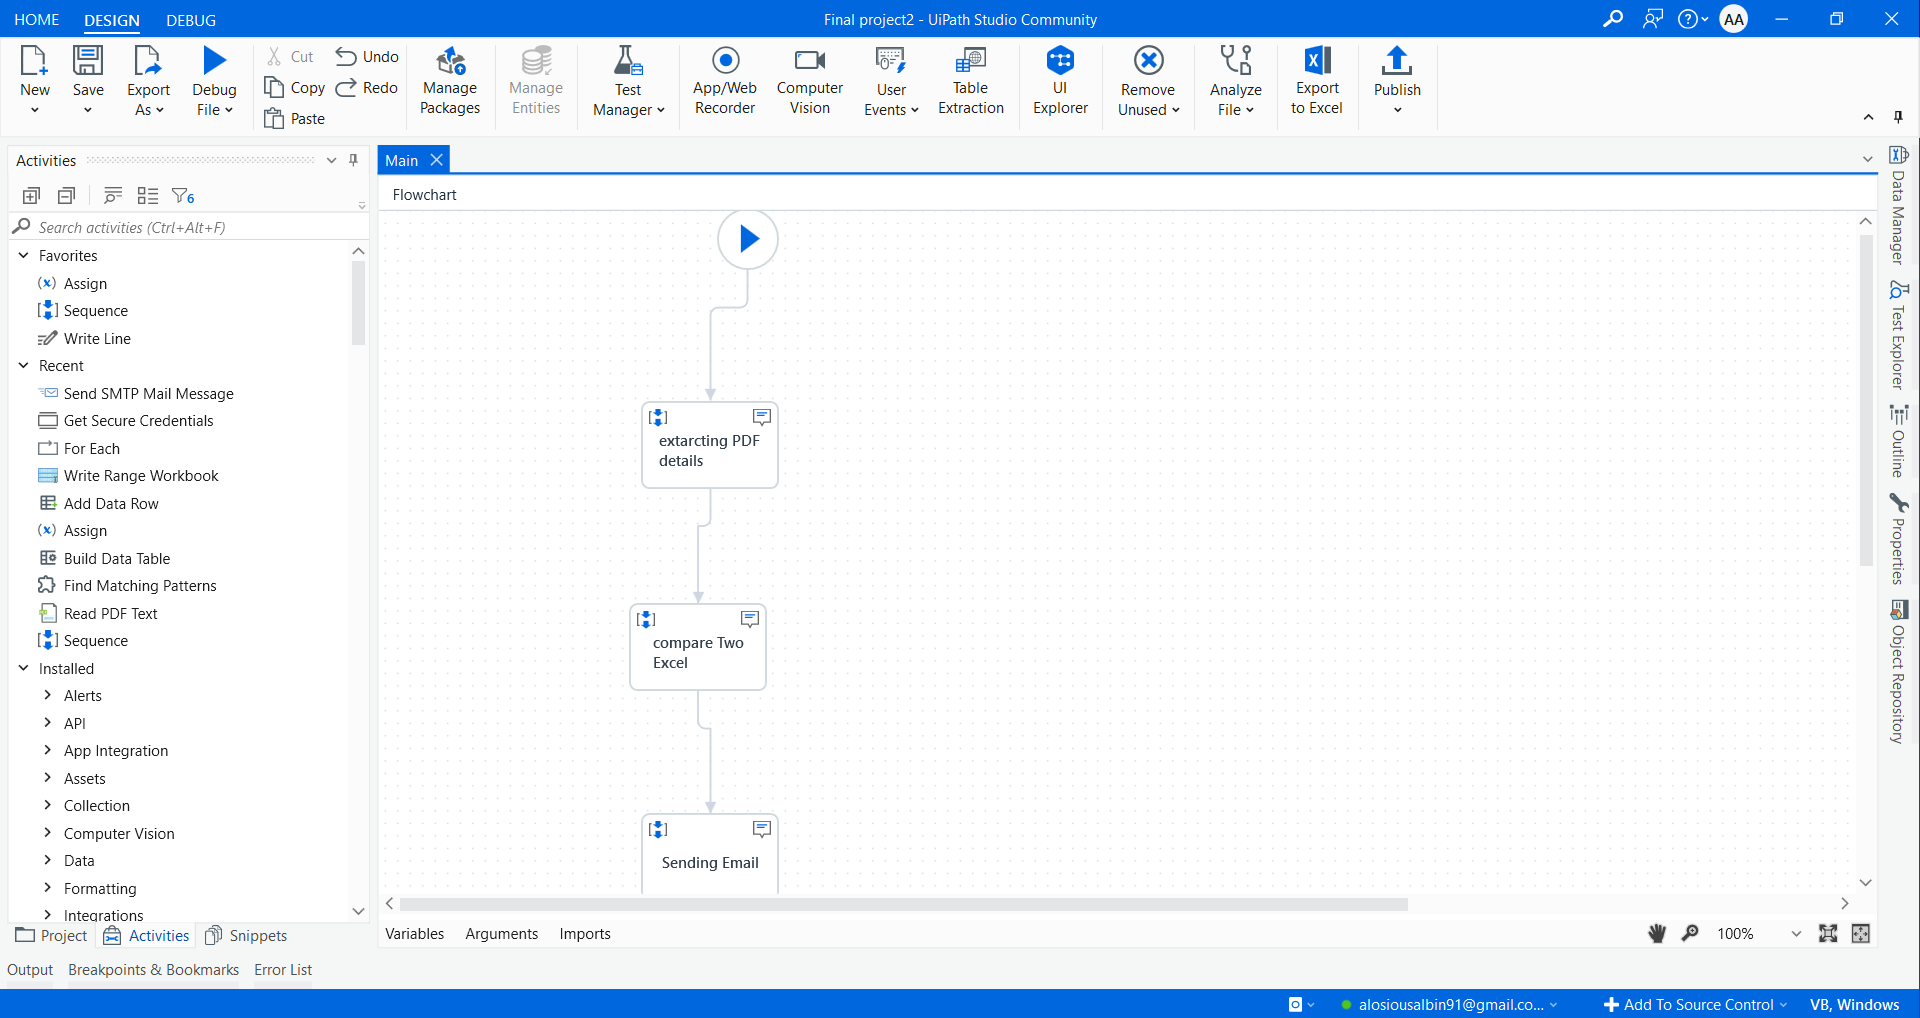 HOME DESIGN DEBUG
Final project2 - UiPath Studio Community
AA
New
Save
Export
As
Debug
File
Cut
Copy
Paste
Undo
Redo
Manage
Packages
Manage
Entities
Test
Manager
App/Web
Recorder
Computer
Vision
User
Events
Table
Extraction
UI
Explorer
Remove
Unused
Analyze
File
Export
to Excel
Publish
Activities
6
Search activities (Ctrl+Alt+F)
Favorites
Assign
Sequence
Write Line
Recent
Send SMTP Mail Message
Get Secure Credentials
For Each
Write Range Workbook
Add Data Row
Assign
Build Data Table
Find Matching Patterns
Read PDF Text
Sequence
Installed
Alerts
API
App Integration
Assets
Collection
Computer Vision
Data
Formatting
Integrations
Project Activities Snippets
Main
Flowchart
extarcting PDF
details
compare Two
Excel
Sending Email
Variables Arguments Imports
100%
Data Manager
Test Explorer
Outline
Properties
Object Repository
Output Breakpoints & Bookmarks Error List
alosiousalbin91@gmail.co...
Add To Source Control
VB, Windows